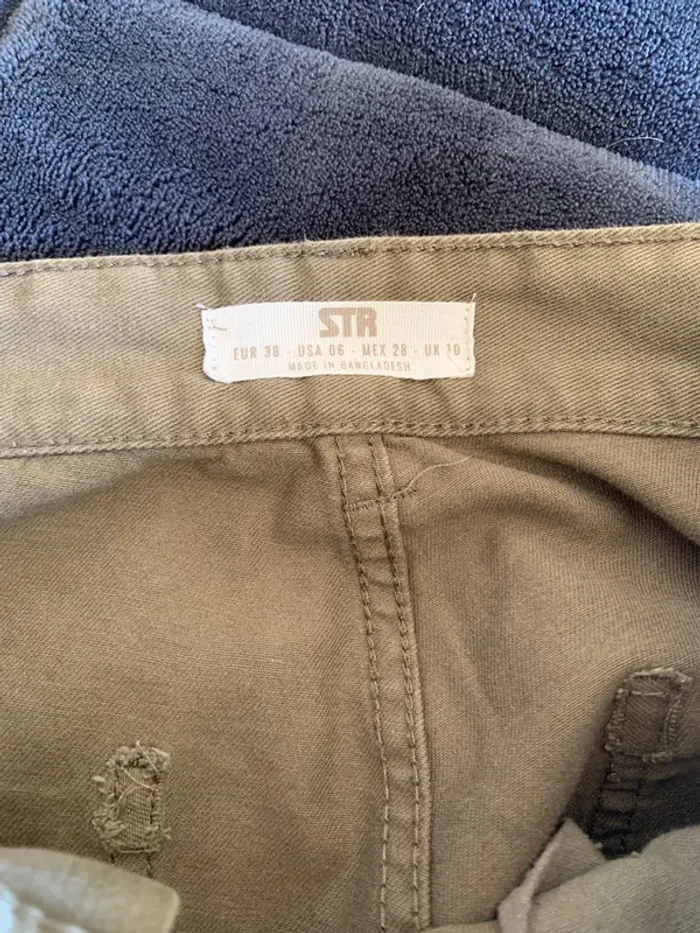 STR
EUR 38 - USA 06 - MEX 28 - UK 10
MADE IN BANGLADESH